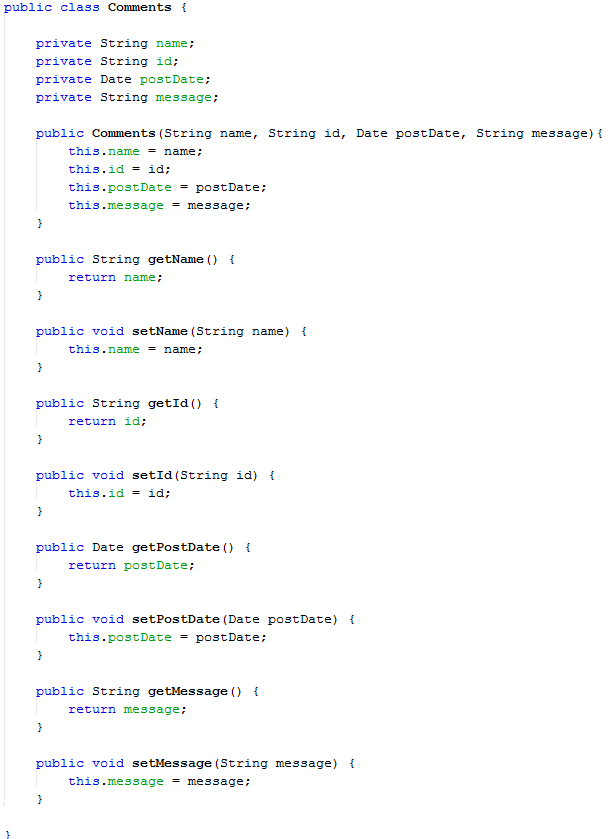 public class Comments {
    private String name;
    private String id;
    private Date postDate;
    private String message;
    public Comments(String name, String id, Date postDate, String message){
        this.name = name;
        this.id = id;
        this.postDate = postDate;
        this.message = message;
    }
    public String getName() {
        return name;
    }
    public void setName(String name) {
        this.name = name;
    }
    public String getId() {
        return id;
    }
    public void setId(String id) {
        this.id = id;
    }
    public Date getPostDate() {
        return postDate;
    }
    public void setPostDate(Date postDate) {
        this.postDate = postDate;
    }
    public String getMessage() {
        return message;
    }
    public void setMessage(String message) {
        this.message = message;
    }
}